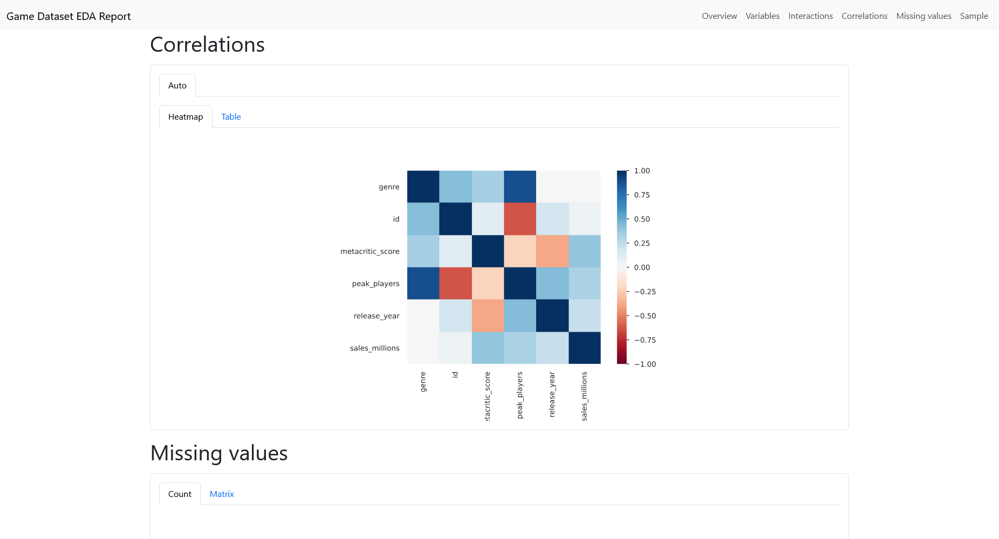 Game Dataset EDA Report
Overview Variables Interactions Correlations Missing values Sample
Correlations
Auto
Heatmap Table
genre
id
metacritic_score
peak_players
release_year
sales_millions
genre
id
etacritic_score
peak_players
release_year
sales_millions
1.00
0.75
0.50
0.25
0.00
−0.25
−0.50
−0.75
−1.00
Missing values
Count Matrix